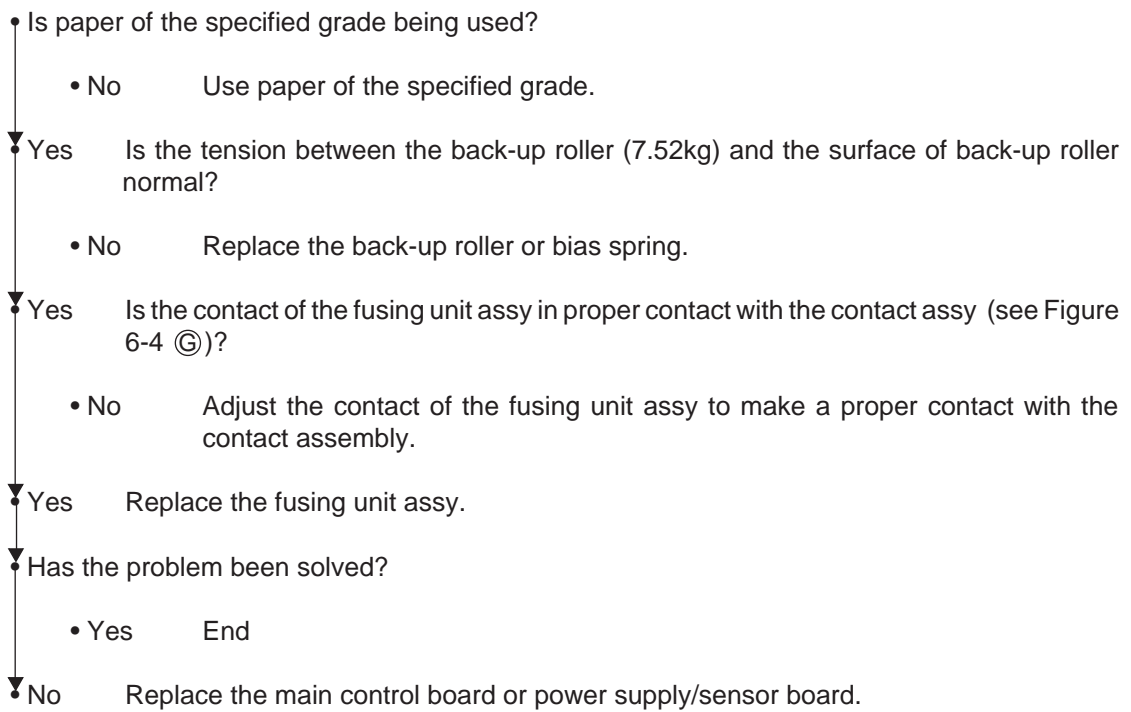 • Is paper of the specified grade being used?
• No Use paper of the specified grade.
• Yes Is the tension between the back-up roller (7.52kg) and the surface of back-up roller
normal?
• No Replace the back-up roller or bias spring.
• Yes Is the contact of the fusing unit assy in proper contact with the contact assy (see Figure
6-4 Ⓖ)?
• No Adjust the contact of the fusing unit assy to make a proper contact with the
contact assembly.
• Yes Replace the fusing unit assy.
• Has the problem been solved?
• Yes End
• No Replace the main control board or power supply/sensor board.